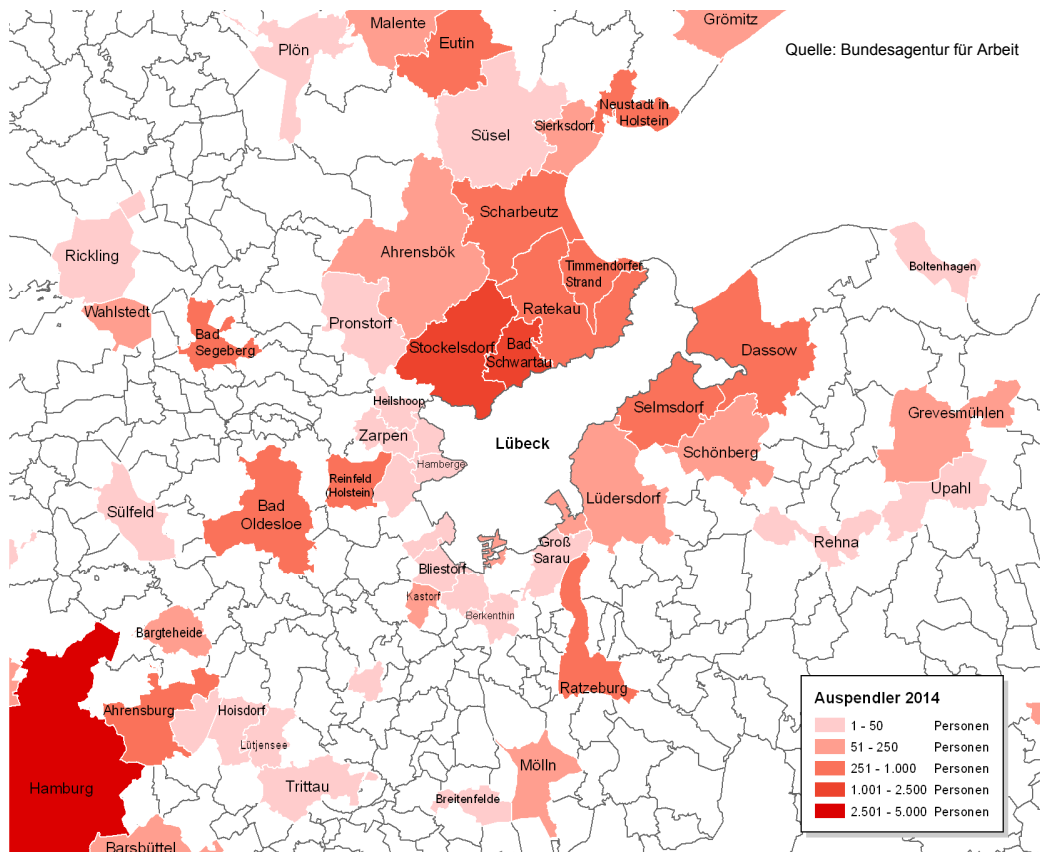 Grömitz
Malente
Eutin
Plön
Quelle: Bundesagentur für Arbeit
Neustadt in
Holstein
Sierksdorf
Süsel
Scharbeutz
Ahrensbök
Rickling
Timmendorfer
Strand
Boltenhagen
Wahlstedt
Ratekau
Pronstorf
Bad
Segeberg
Stockelsdorf
Bad
Schwartau
Dassow
Heilshoop
Selmsdorf
Grevesmühlen
Zarpen
Lübeck
Schönberg
Hamberge
Reinfeld
(Holstein)
Upahl
Lüdersdorf
Sülfeld
Bad
Oldesloe
Rehna
Groß
Sarau
Bliestorf
Kastorf
Berkenthin
Bargteheide
Ratzeburg
Ahrensburg
Hoisdorf
Lütjensee
Mölln
Hamburg
Trittau
Breitenfelde
Barsbüttel
Auspendler 2014
1 - 50 Personen
51 - 250 Personen
251 - 1.000 Personen
1.001 - 2.500 Personen
2.501 - 5.000 Personen